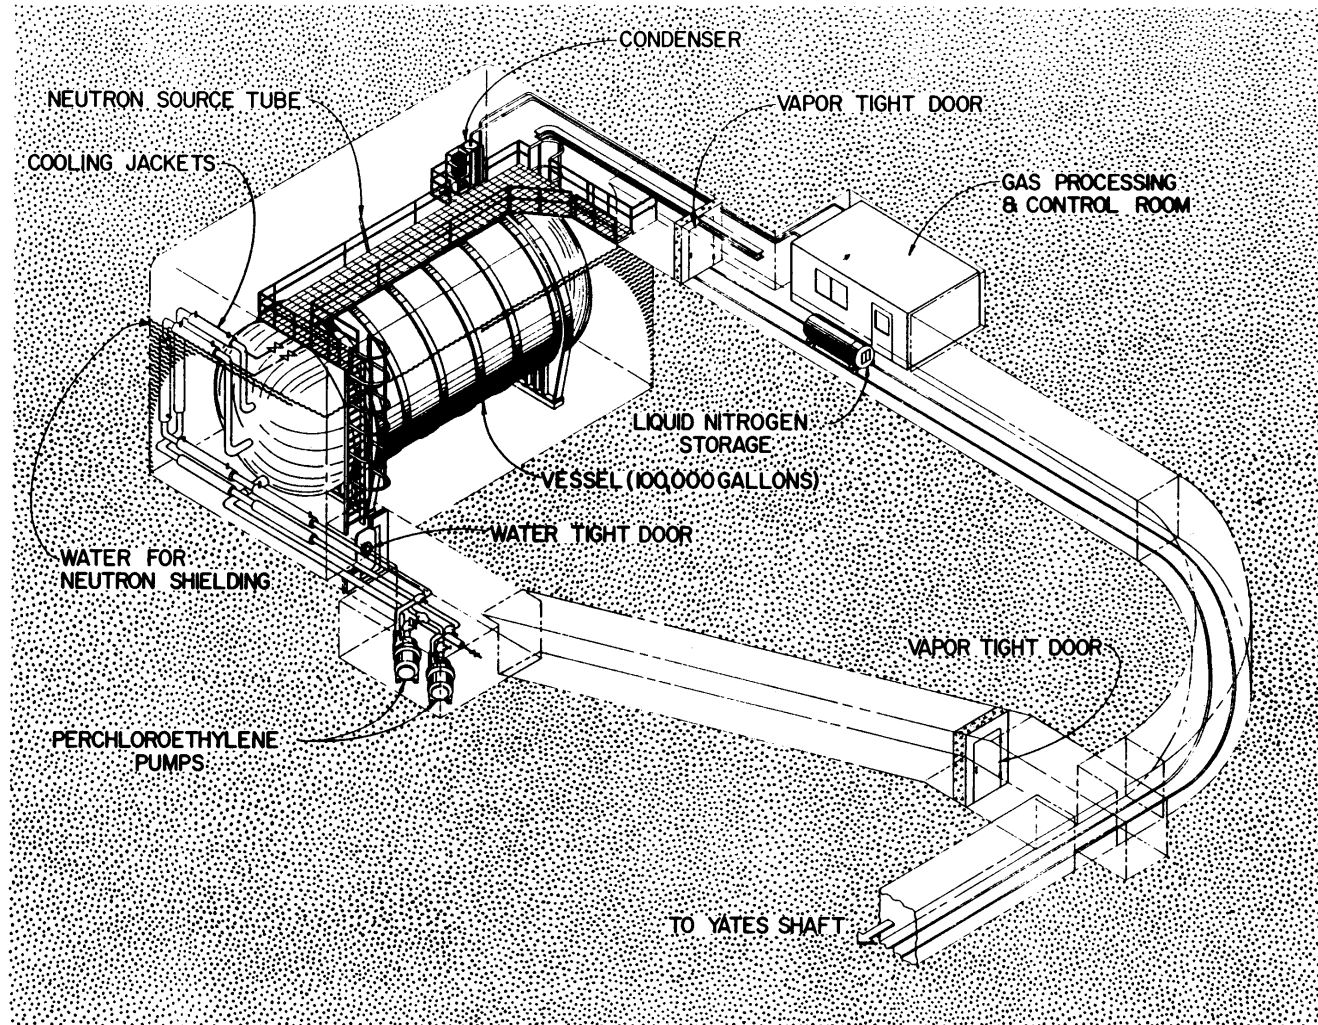 CONDENSER
NEUTRON SOURCE TUBE
VAPOR TIGHT DOOR
COOLING JACKETS
GAS PROCESSING
& CONTROL ROOM
LIQUID NITROGEN
STORAGE
VESSEL (100,000 GALLONS)
WATER TIGHT DOOR
WATER FOR
NEUTRON SHIELDING
VAPOR TIGHT DOOR
PERCHLOROETHYLENE
PUMPS
TO YATES SHAFT